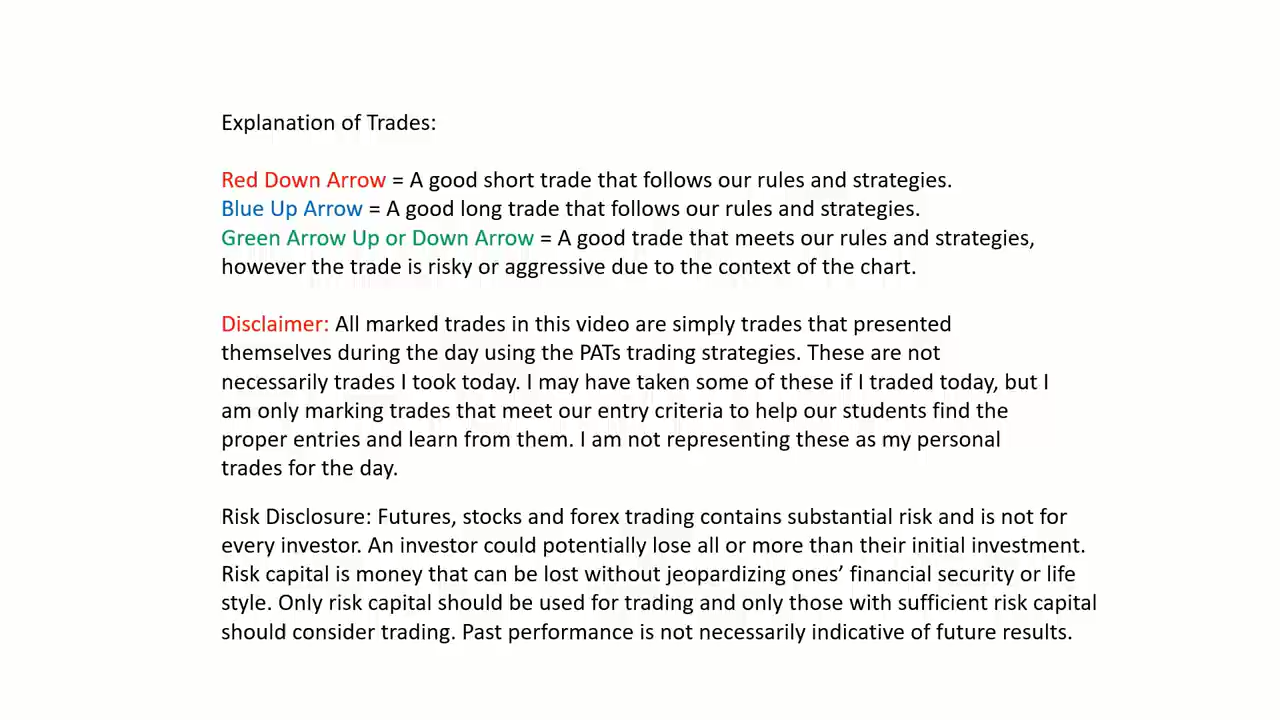 Explanation of Trades:
Red Down Arrow = A good short trade that follows our rules and strategies.
Blue Up Arrow = A good long trade that follows our rules and strategies.
Green Arrow Up or Down Arrow = A good trade that meets our rules and strategies,
however the trade is risky or aggressive due to the context of the chart.
Disclaimer: All marked trades in this video are simply trades that presented
themselves during the day using the PATs trading strategies. These are not
necessarily trades I took today. I may have taken some of these if I traded today, but I
am only marking trades that meet our entry criteria to help our students find the
proper entries and learn from them. I am not representing these as my personal
trades for the day.
Risk Disclosure: Futures, stocks and forex trading contains substantial risk and is not for
every investor. An investor could potentially lose all or more than their initial investment.
Risk capital is money that can be lost without jeopardizing ones’ financial security or life
style. Only risk capital should be used for trading and only those with sufficient risk capital
should consider trading. Past performance is not necessarily indicative of future results.